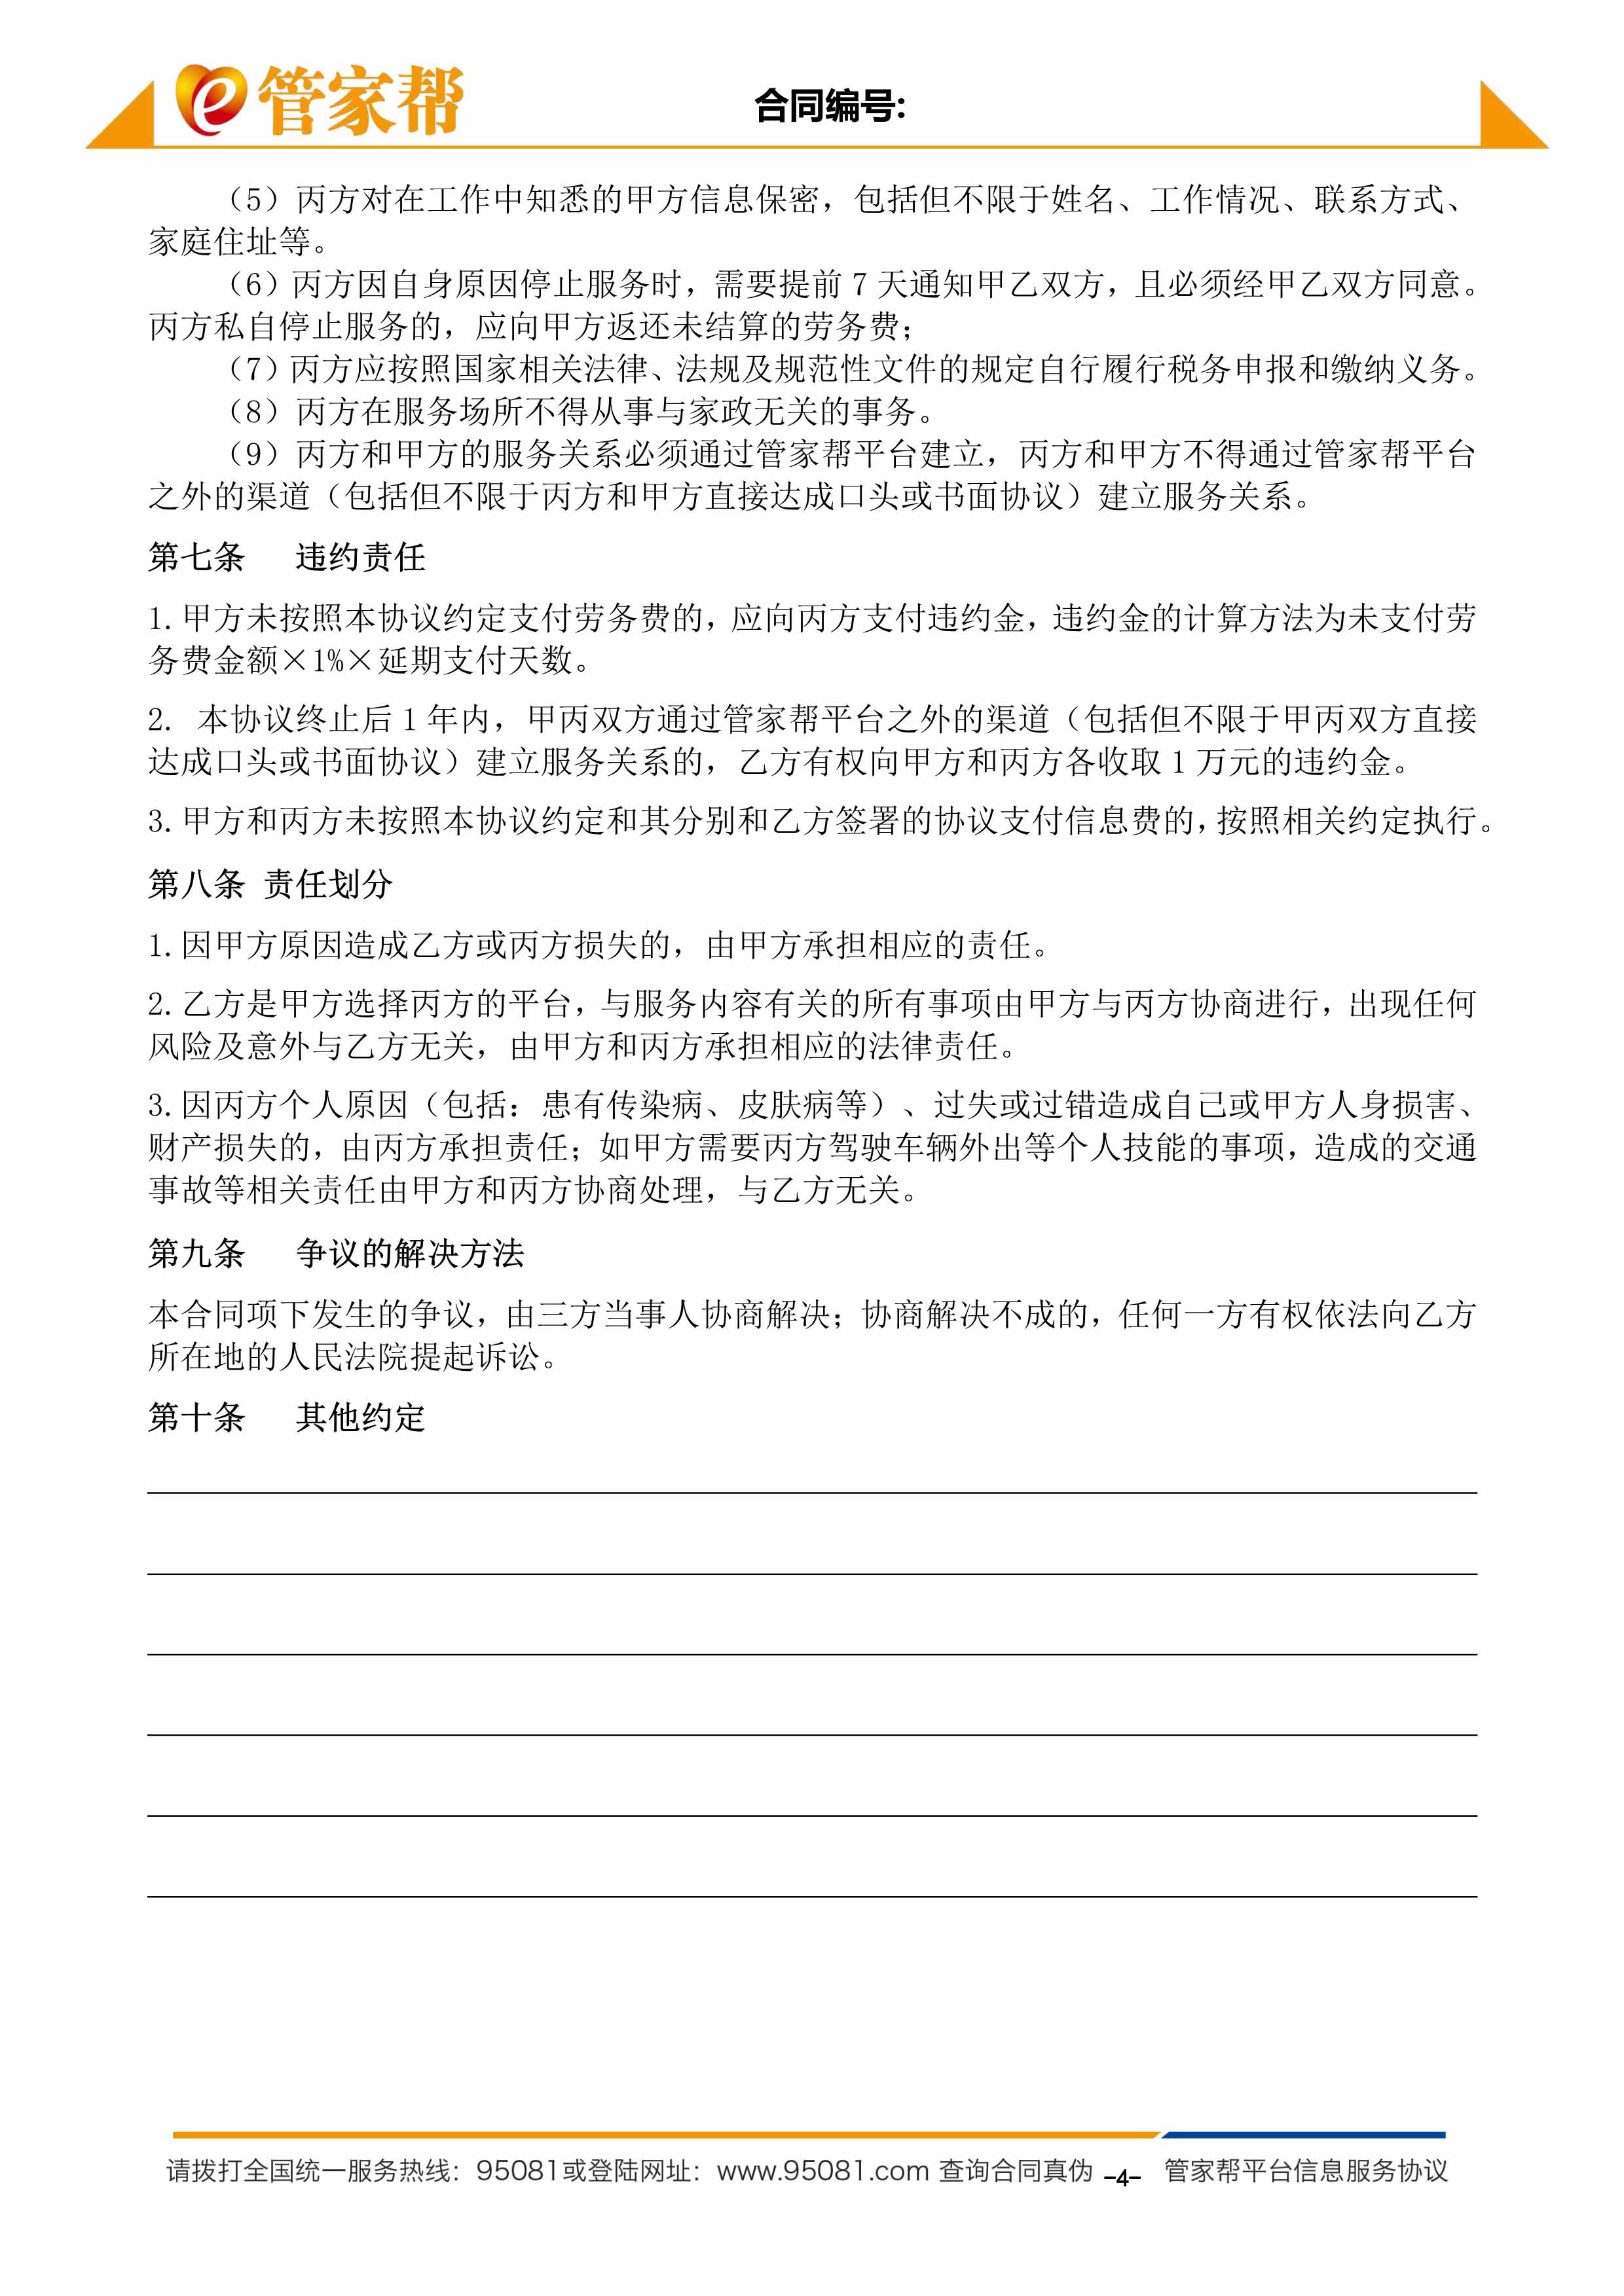 e管家帮
合同编号:
（5）丙方对在工作中知悉的甲方信息保密，包括但不限于姓名、工作情况、联系方式、
家庭住址等。
（6）丙方因自身原因停止服务时，需要提前 7 天通知甲乙双方，且必须经甲乙双方同意。
丙方私自停止服务的，应向甲方返还未结算的劳务费；
（7）丙方应按照国家相关法律、法规及规范性文件的规定自行履行税务申报和缴纳义务。
（8）丙方在服务场所不得从事与家政无关的事务。
（9）丙方和甲方的服务关系必须通过管家帮平台建立，丙方和甲方不得通过管家帮平台
之外的渠道（包括但不限于丙方和甲方直接达成口头或书面协议）建立服务关系。
第七条 违约责任
1.甲方未按照本协议约定支付劳务费的，应向丙方支付违约金，违约金的计算方法为未支付劳
务费金额×1%×延期支付天数。
2. 本协议终止后 1 年内，甲丙双方通过管家帮平台之外的渠道（包括但不限于甲丙双方直接
达成口头或书面协议）建立服务关系的，乙方有权向甲方和丙方各收取 1 万元的违约金。
3.甲方和丙方未按照本协议约定和其分别和乙方签署的协议支付信息费的，按照相关约定执行。
第八条 责任划分
1.因甲方原因造成乙方或丙方损失的，由甲方承担相应的责任。
2.乙方是甲方选择丙方的平台，与服务内容有关的所有事项由甲方与丙方协商进行，出现任何
风险及意外与乙方无关，由甲方和丙方承担相应的法律责任。
3.因丙方个人原因（包括：患有传染病、皮肤病等）、过失或过错造成自己或甲方人身损害、
财产损失的，由丙方承担责任；如甲方需要丙方驾驶车辆外出等个人技能的事项，造成的交通
事故等相关责任由甲方和丙方协商处理，与乙方无关。
第九条 争议的解决方法
本合同项下发生的争议，由三方当事人协商解决；协商解决不成的，任何一方有权依法向乙方
所在地的人民法院提起诉讼。
第十条 其他约定
请拨打全国统一服务热线：95081或登陆网址：www.95081.com 查询合同真伪 -4- 管家帮平台信息服务协议